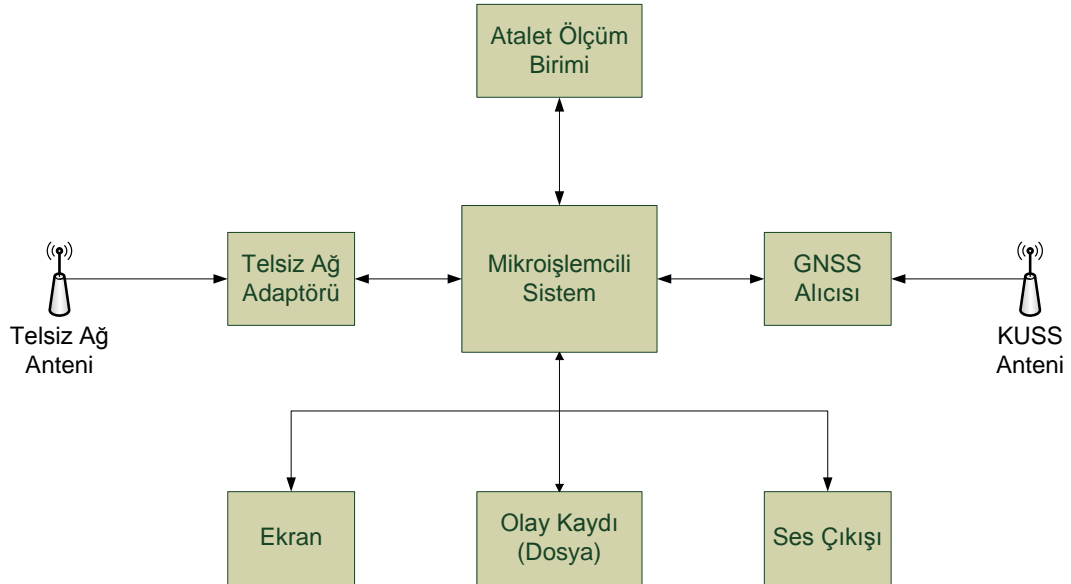 Atalet Ölçüm
Birimi
Telsiz Ağ
Adaptörü
Mikroişlemcili
Sistem
GNSS
Alıcısı
Telsiz Ağ
Anteni
KUSS
Anteni
Ekran
Olay Kaydı
(Dosya)
Ses Çıkışı